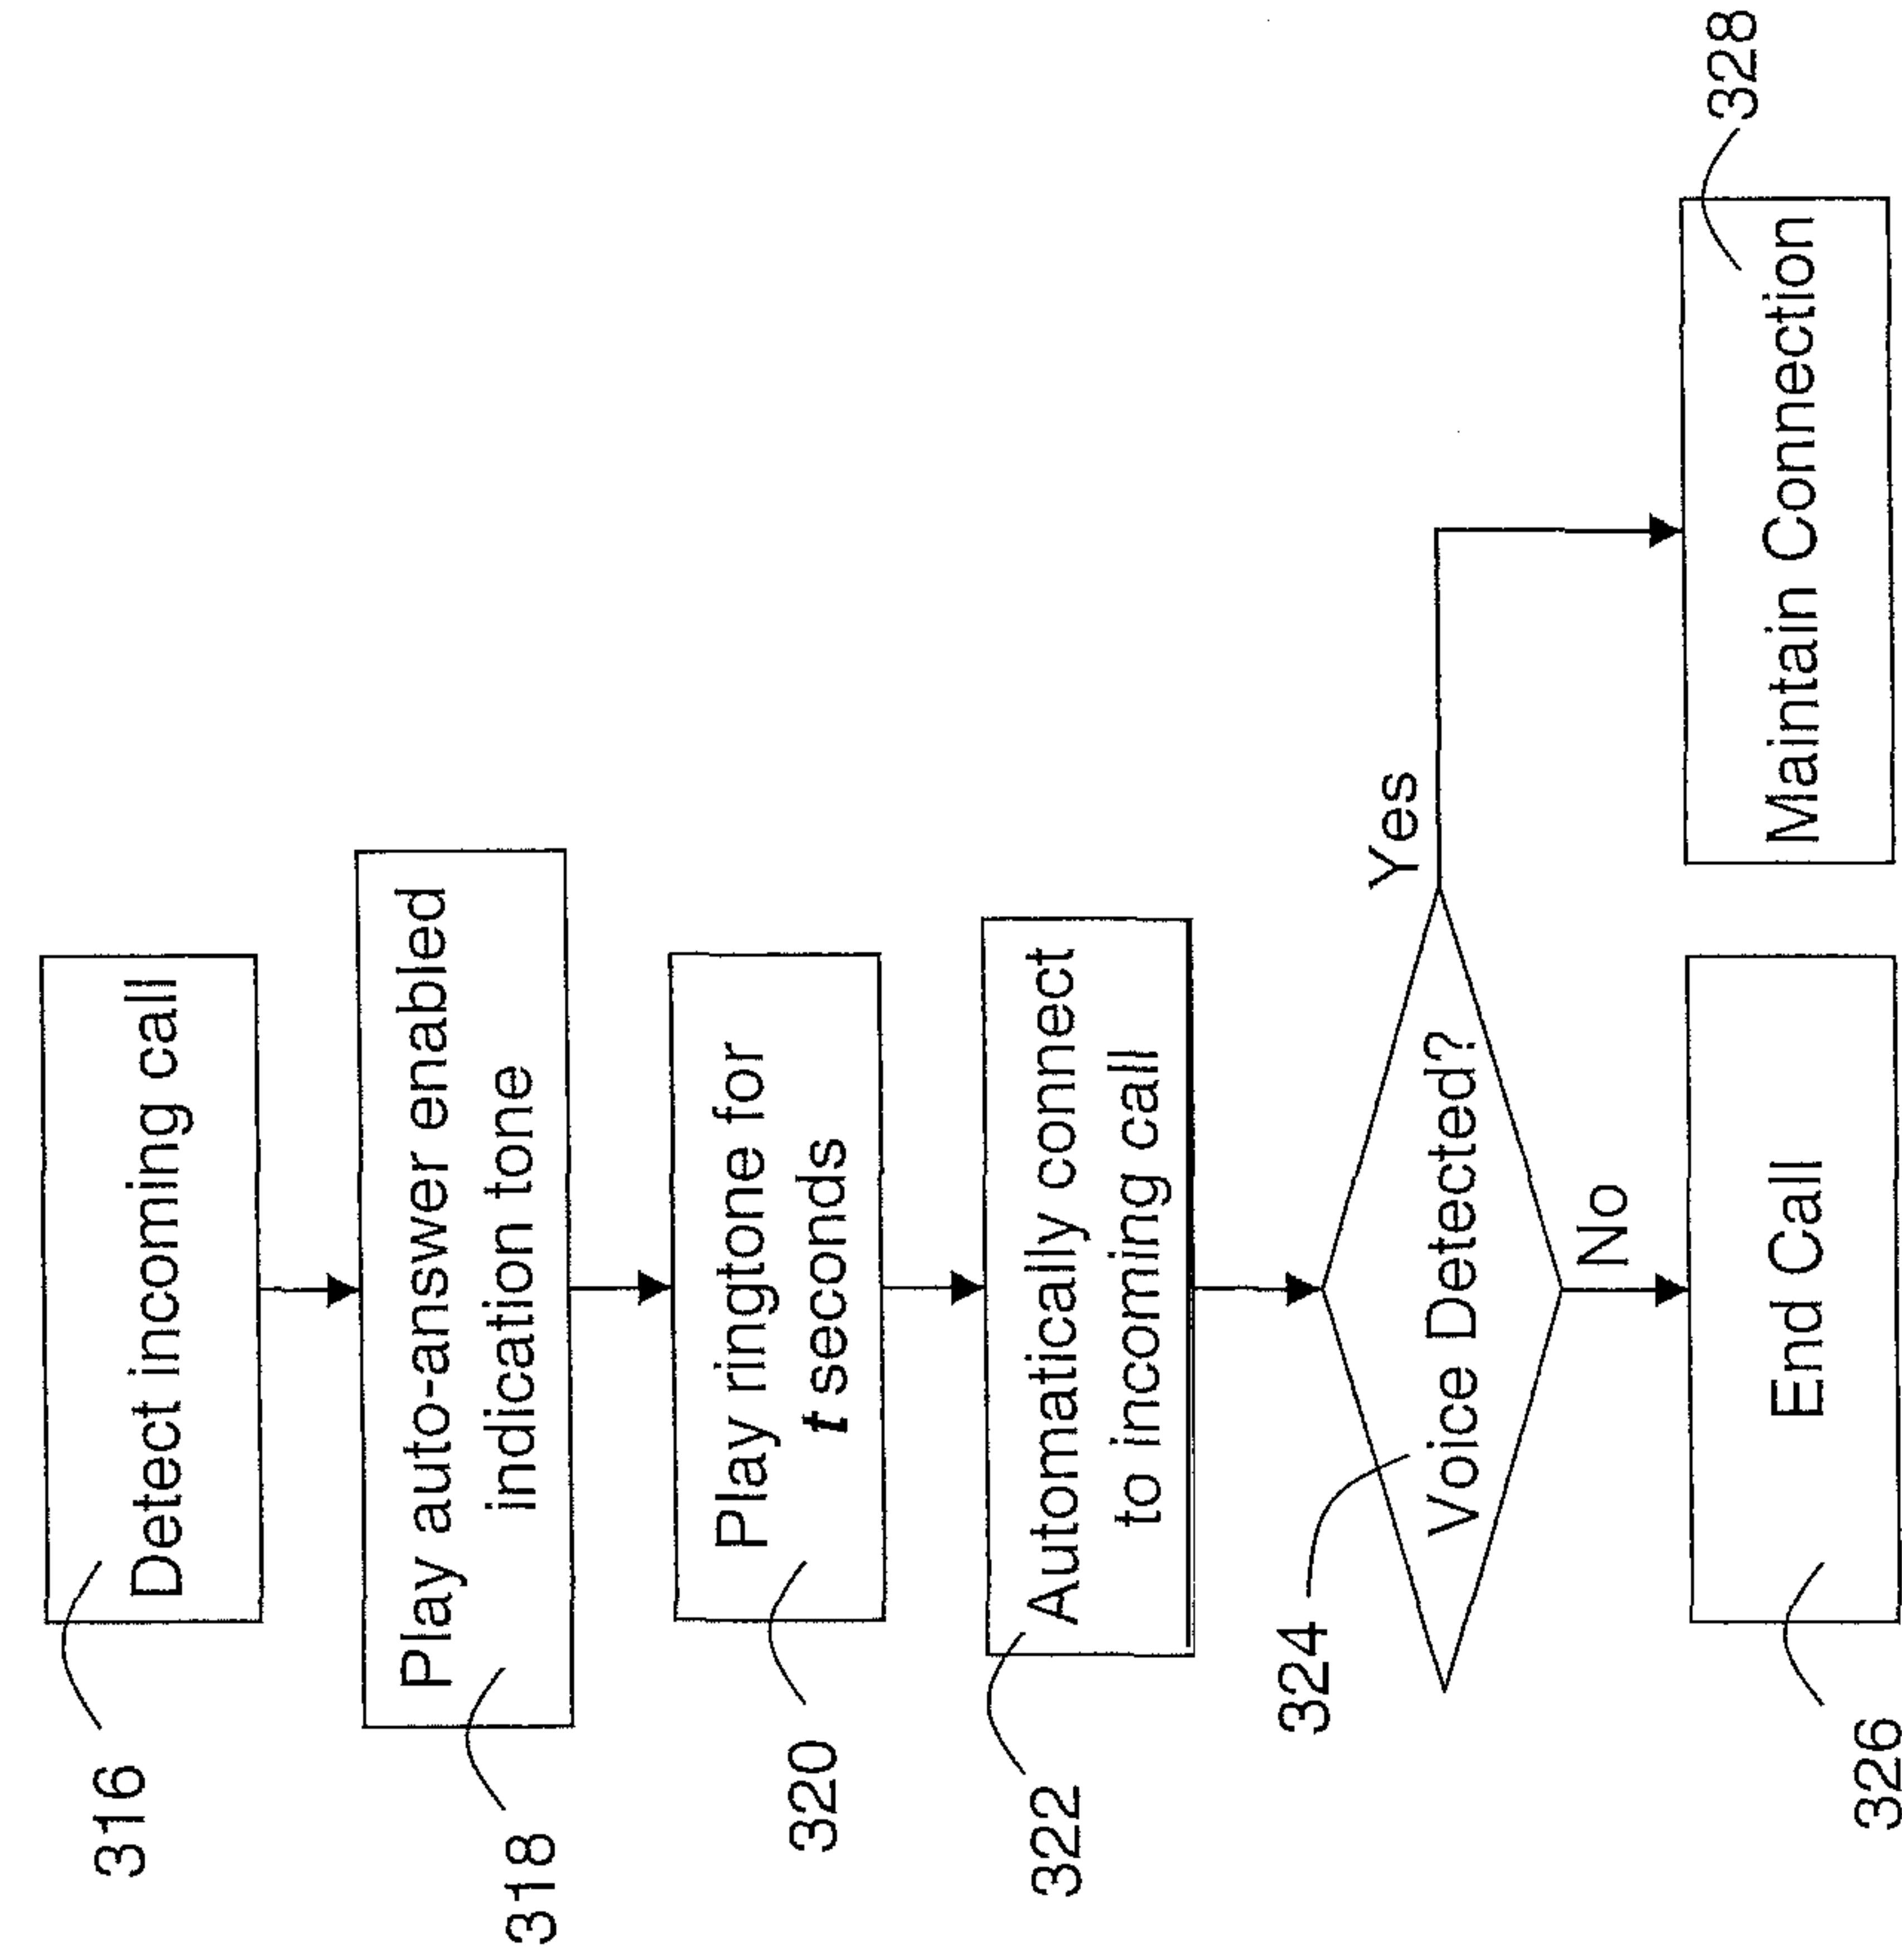 316
Detect incoming call
318
Play auto-answer enabled
indication tone
320
Play ringtone for
t seconds
322
Automatically connect
to incoming call
324
Voice Detected?
Yes
No
326
End Call
328
Maintain Connection